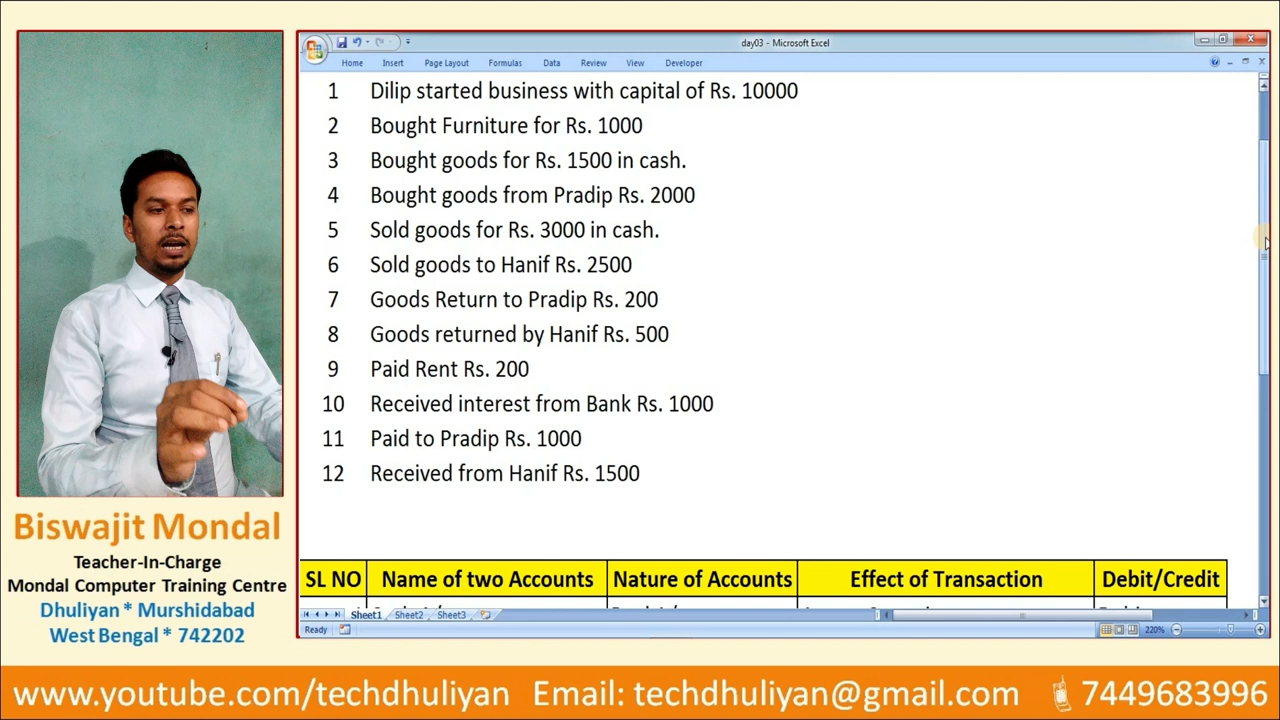 day03 - Microsoft Excel
Home Insert Page Layout Formulas Data Review View Developer
1 Dilip started business with capital of Rs. 10000
2 Bought Furniture for Rs. 1000
3 Bought goods for Rs. 1500 in cash.
4 Bought goods from Pradip Rs. 2000
5 Sold goods for Rs. 3000 in cash.
6 Sold goods to Hanif Rs. 2500
7 Goods Return to Pradip Rs. 200
8 Goods returned by Hanif Rs. 500
9 Paid Rent Rs. 200
10 Received interest from Bank Rs. 1000
11 Paid to Pradip Rs. 1000
12 Received from Hanif Rs. 1500
SL NO Name of two Accounts Nature of Accounts Effect of Transaction Debit/Credit
Sheet1 Sheet2 Sheet3
Ready 220%
Biswajit Mondal
Teacher-In-Charge
Mondal Computer Training Centre
Dhuliyan * Murshidabad
West Bengal * 742202
www.youtube.com/techdhuliyan Email: techdhuliyan@gmail.com 7449683996